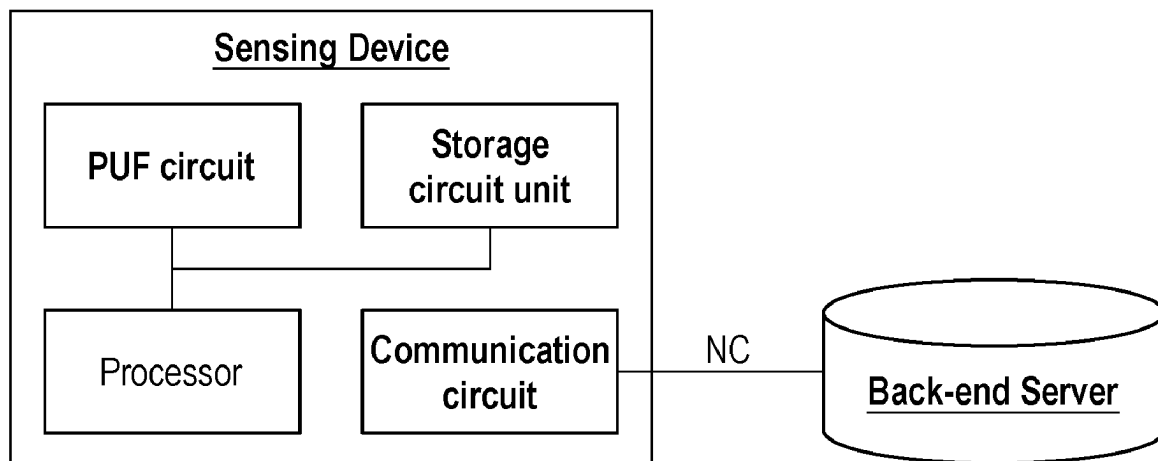 Sensing Device
PUF circuit
Storage
circuit unit
Processor
Communication
circuit
NC
Back-end Server